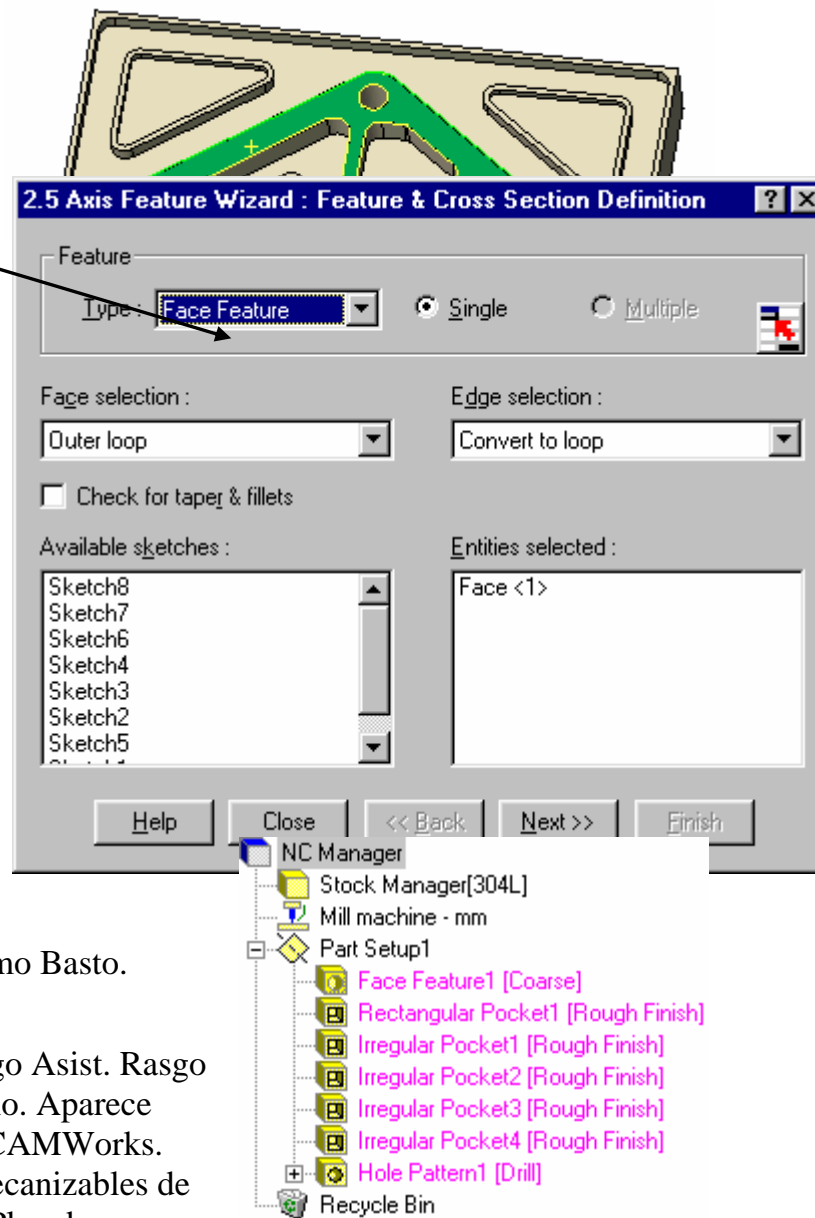 2.5 Axis Feature Wizard : Feature & Cross Section Definition
Feature
Type : Face Feature Single Multiple
Face selection : Edge selection :
Outer loop Convert to loop
Check for taper & fillets
Available sketches : Entities selected :
Sketch8 Face <1>
Sketch7
Sketch6
Sketch4
Sketch3
Sketch2
Sketch5
Help Close << Back Next >> Finish
NC Manager
Stock Manager[304L]
Mill machine - mm
Part Setup1
Face Feature1 [Coarse]
Rectangular Pocket1 [Rough Finish]
Irregular Pocket1 [Rough Finish]
Irregular Pocket2 [Rough Finish]
Irregular Pocket3 [Rough Finish]
Irregular Pocket4 [Rough Finish]
Hole Pattern1 [Drill]
Recycle Bin
mo Basto.
go Asist. Rasgo
o. Aparece
CAMWorks.
ecanizables de